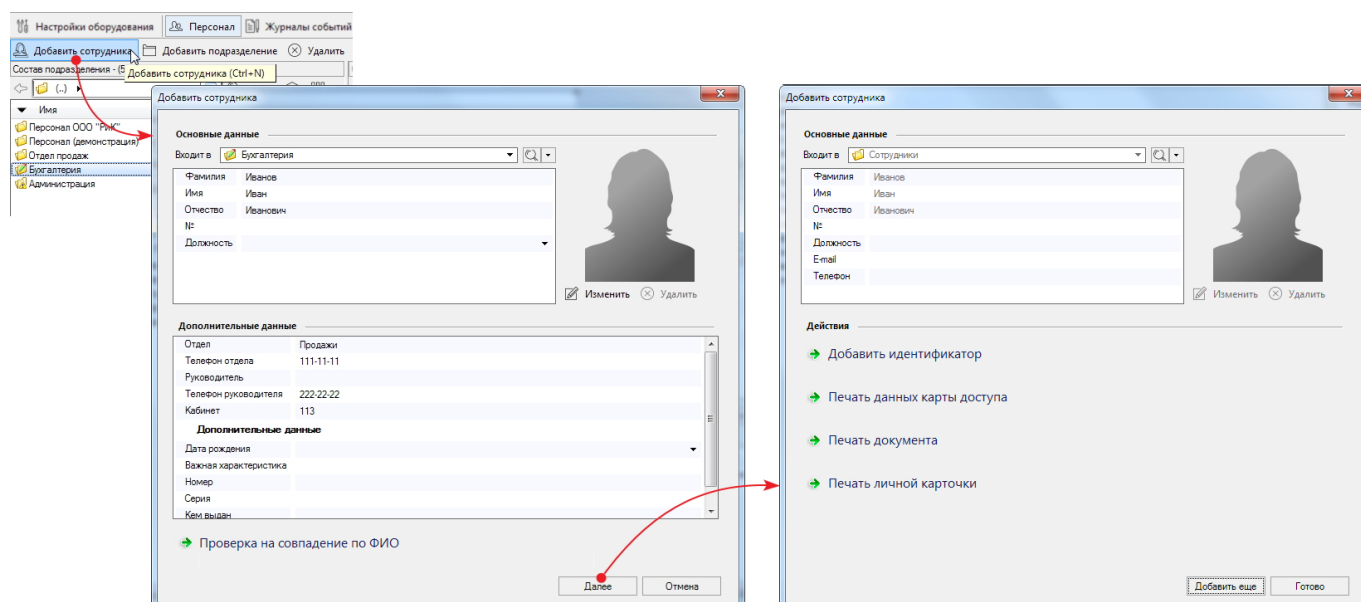 Настройки оборудования Персонал Журналы событий
Добавить сотрудника Добавить подразделение Удалить
Состав подразделения - (5
Добавить сотрудника (Ctrl+N)
(..)
Имя
Персонал ООО "РиК"
Персонал (демонстрация)
Отдел продаж
Бухгалтерия
Администрация
Добавить сотрудника
Основные данные
Входит в Бухгалтерия
Фамилия Иванов
Имя Иван
Отчество Иванович
№
Должность
Изменить Удалить
Дополнительные данные
Отдел Продажи
Телефон отдела 111-11-11
Руководитель
Телефон руководителя 222-22-22
Кабинет 113
Дополнительные данные
Дата рождения
Важная характеристика
Номер
Серия
Кем выдан
Проверка на совпадение по ФИО
Далее Отмена
Добавить сотрудника
Основные данные
Входит в Сотрудники
Фамилия Иванов
Имя Иван
Отчество Иванович
№
Должность
E-mail
Телефон
Изменить Удалить
Действия
Добавить идентификатор
Печать данных карты доступа
Печать документа
Печать личной карточки
Добавить еще Готово